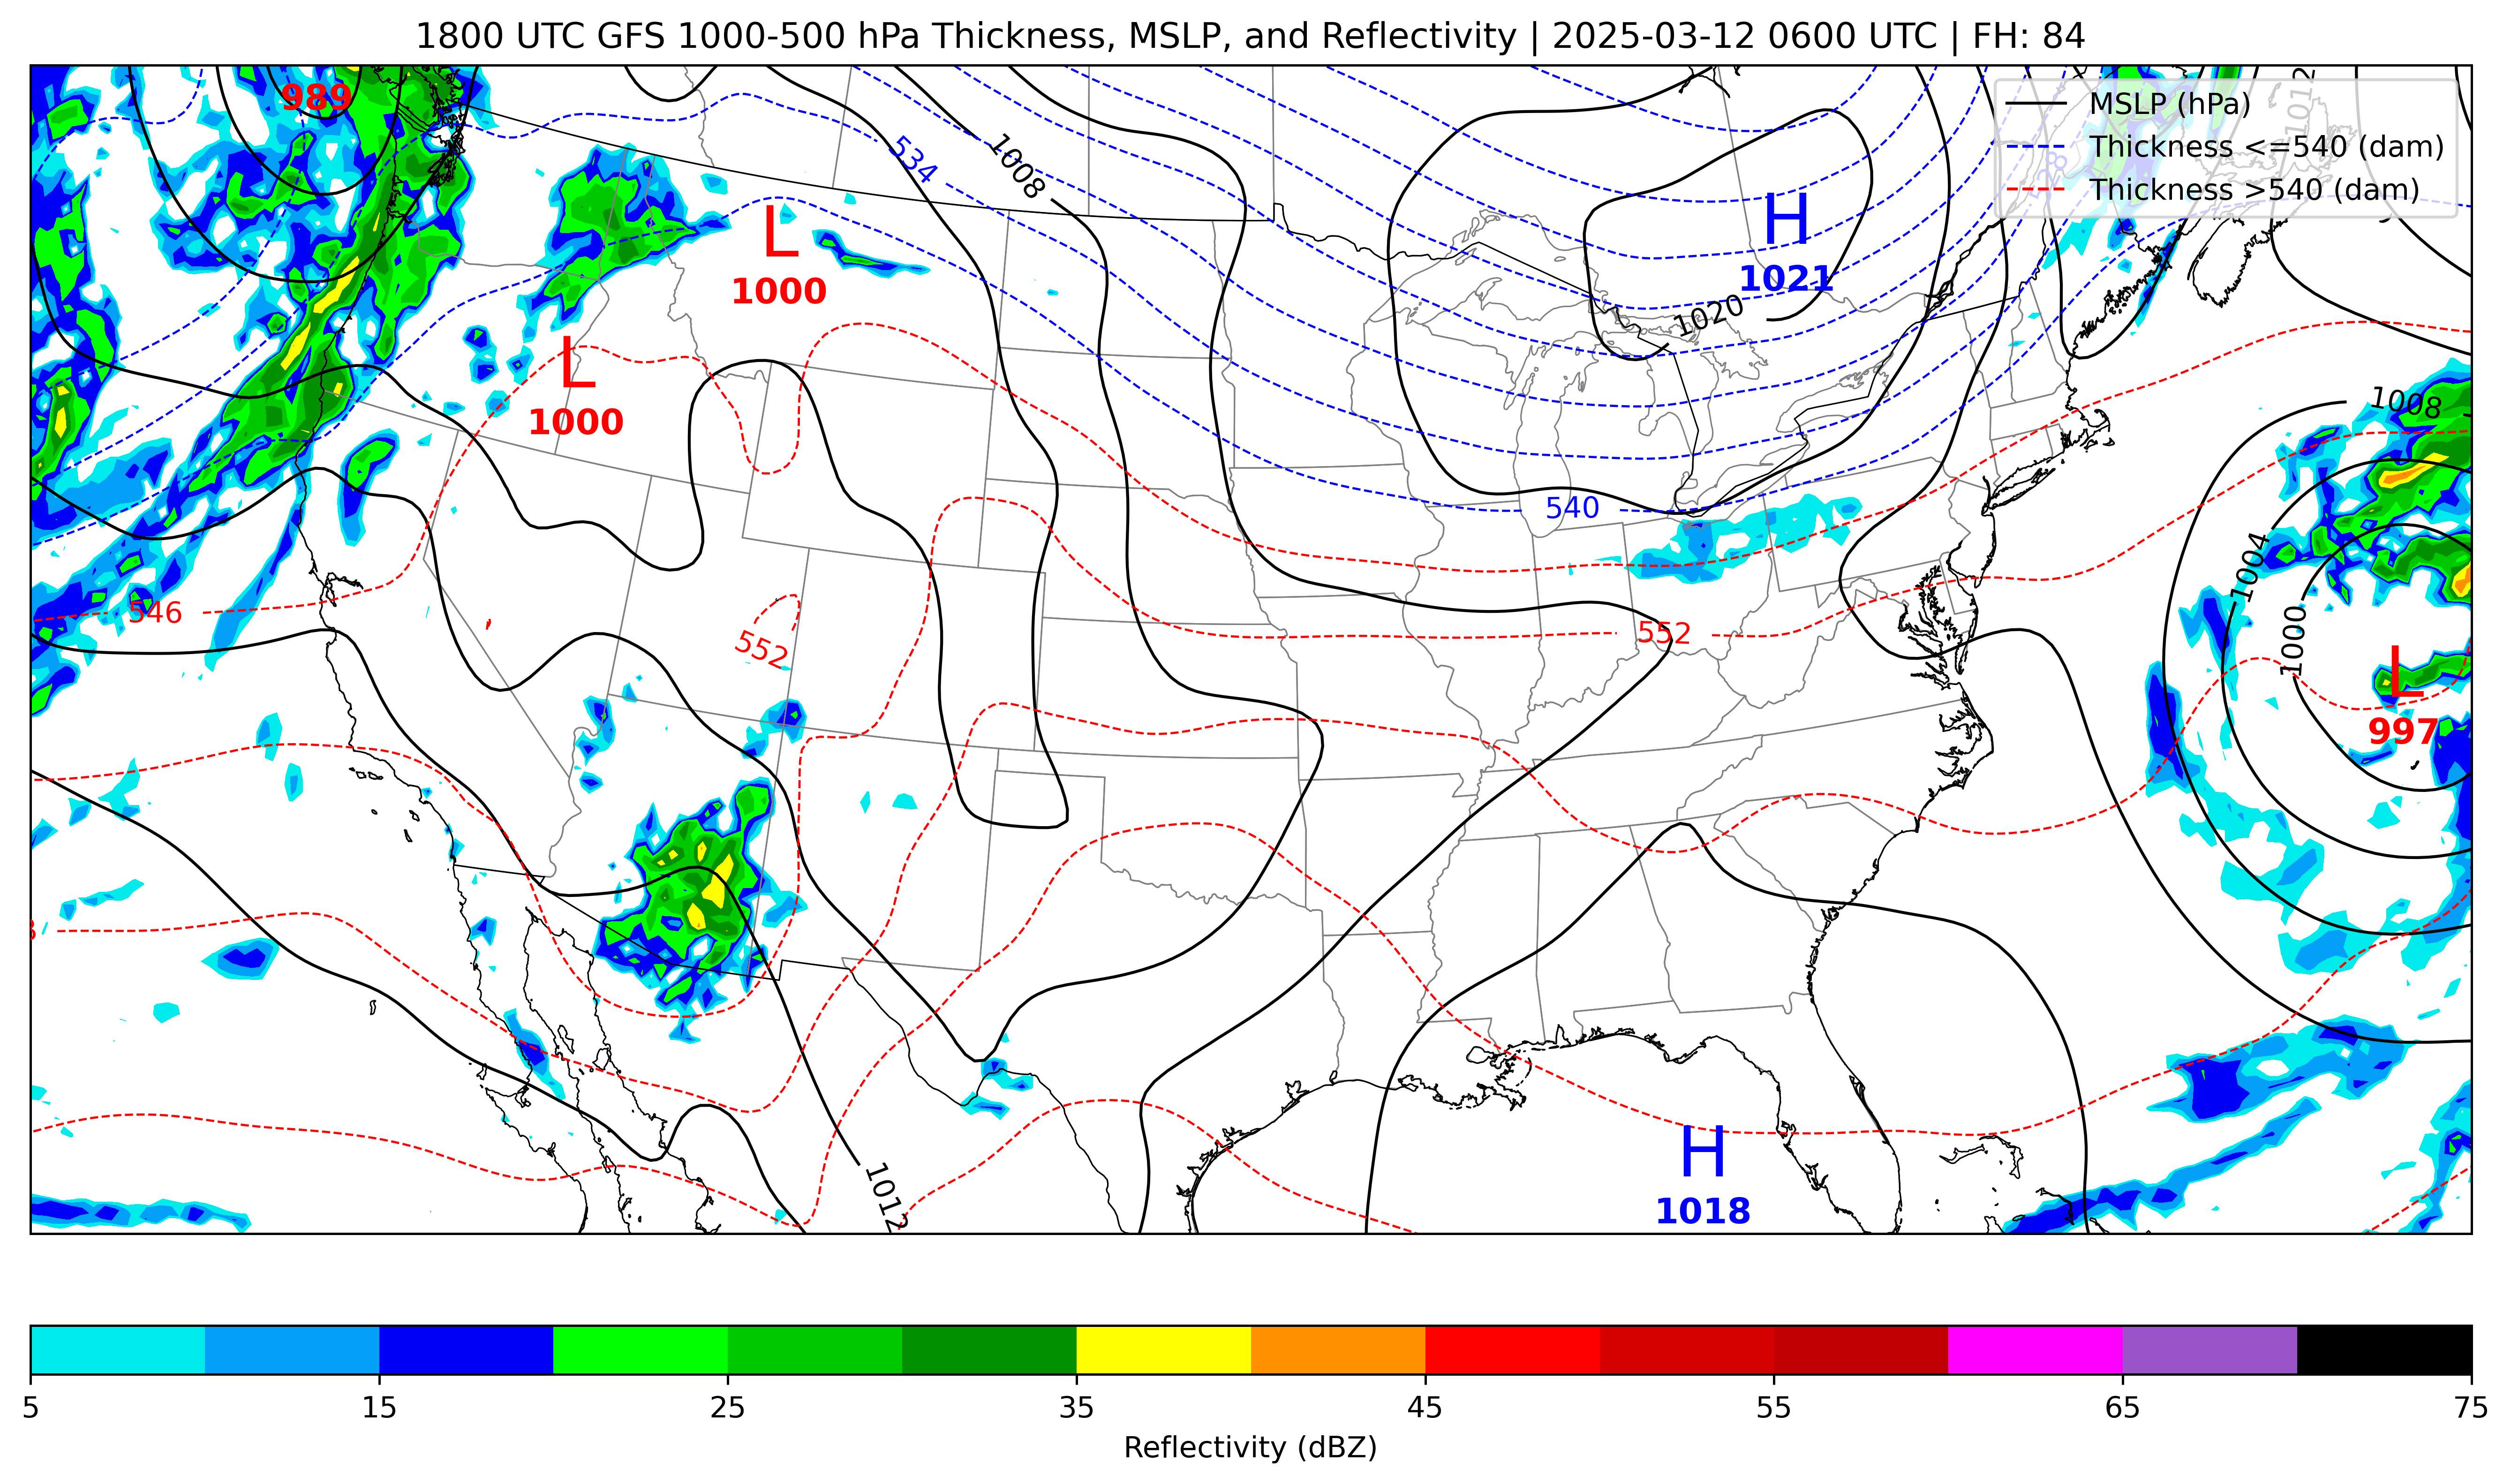 1800 UTC GFS 1000-500 hPa Thickness, MSLP, and Reflectivity | 2025-03-12 0600 UTC | FH: 84
989
MSLP (hPa)
Thickness <=540 (dam)
Thickness >540 (dam)
1012
528
534
1008
L
1000
H
1021
1020
L
1000
1008
540
1004
546
552
552
1000
L
997
H
1018
1012
5
15
25
35
45
55
65
75
Reflectivity (dBZ)